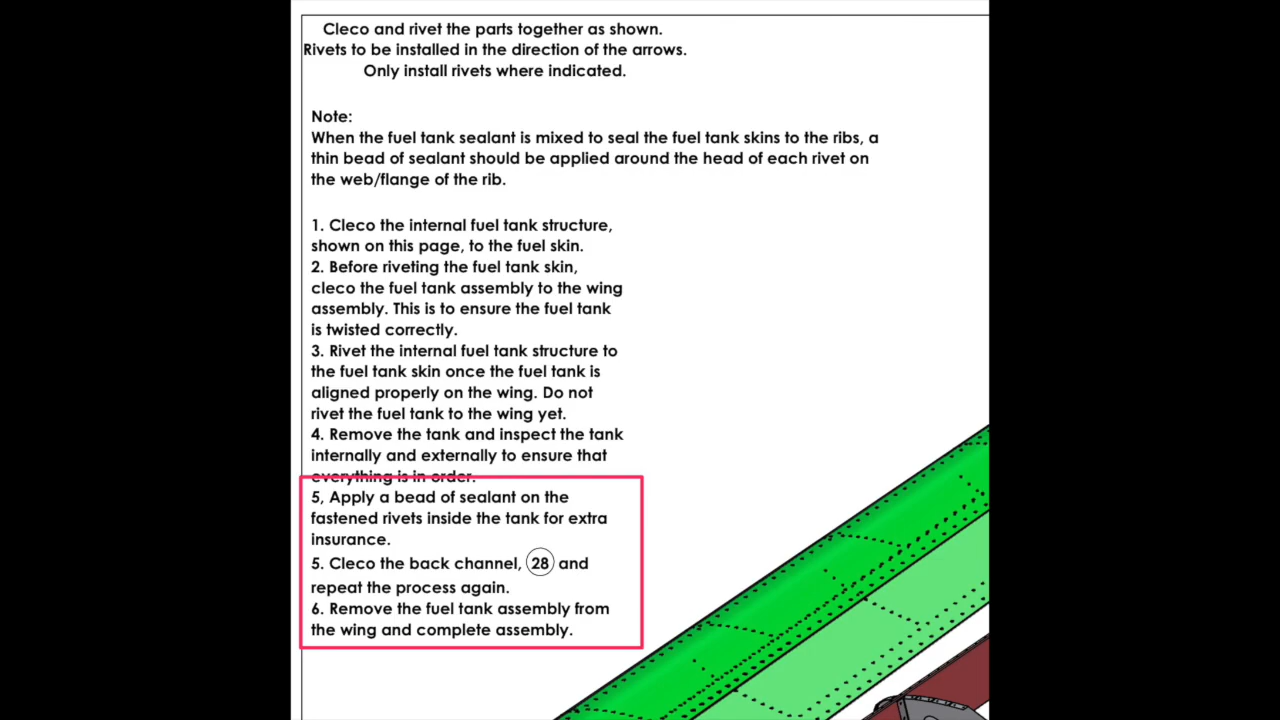 Cleco and rivet the parts together as shown.
Rivets to be installed in the direction of the arrows.
Only install rivets where indicated.
Note:
When the fuel tank sealant is mixed to seal the fuel tank skins to the ribs, a
thin bead of sealant should be applied around the head of each rivet on
the web/flange of the rib.
1. Cleco the internal fuel tank structure,
shown on this page, to the fuel skin.
2. Before riveting the fuel tank skin,
cleco the fuel tank assembly to the wing
assembly. This is to ensure the fuel tank
is twisted correctly.
3. Rivet the internal fuel tank structure to
the fuel tank skin once the fuel tank is
aligned properly on the wing. Do not
rivet the fuel tank to the wing yet.
4. Remove the tank and inspect the tank
internally and externally to ensure that
everything is in order.
5, Apply a bead of sealant on the
fastened rivets inside the tank for extra
insurance.
5. Cleco the back channel, 28 and
repeat the process again.
6. Remove the fuel tank assembly from
the wing and complete assembly.